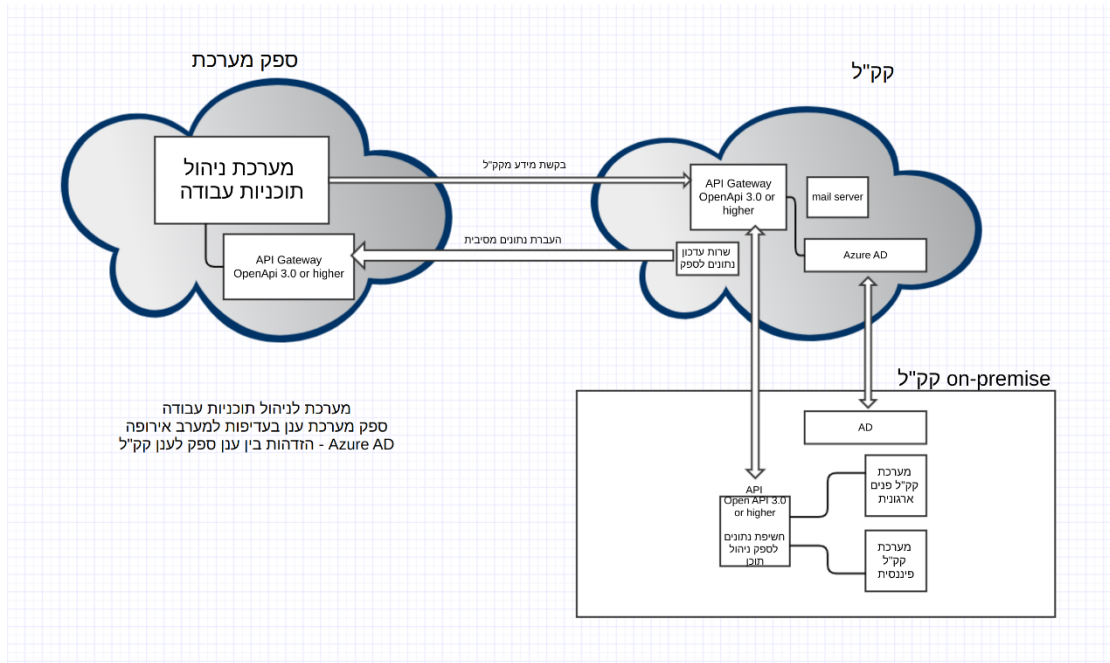 ספק מערכת
קק"ל
מערכת ניהול
תוכניות עבודה
API Gateway
OpenApi 3.0 or higher
בקשת מידע מקק"ל
העברת נתונים מסיבית
API Gateway
OpenApi 3.0 or
higher
mail server
שרות עדכון
נתונים לספק
Azure AD
on-premise קק"ל
מערכת לניהול תוכניות עבודה
ספק מערכת ענן בעדיפות למערב אירופה
Azure AD - הזדהות בין ענן ספק לענן קק"ל
AD
API
Open API 3.0
or higher
חשיפת נתונים
לספק ניהול
תוכן
מערכת
קק"ל פנים
ארגונית
מערכת
קק"ל
פיננסית